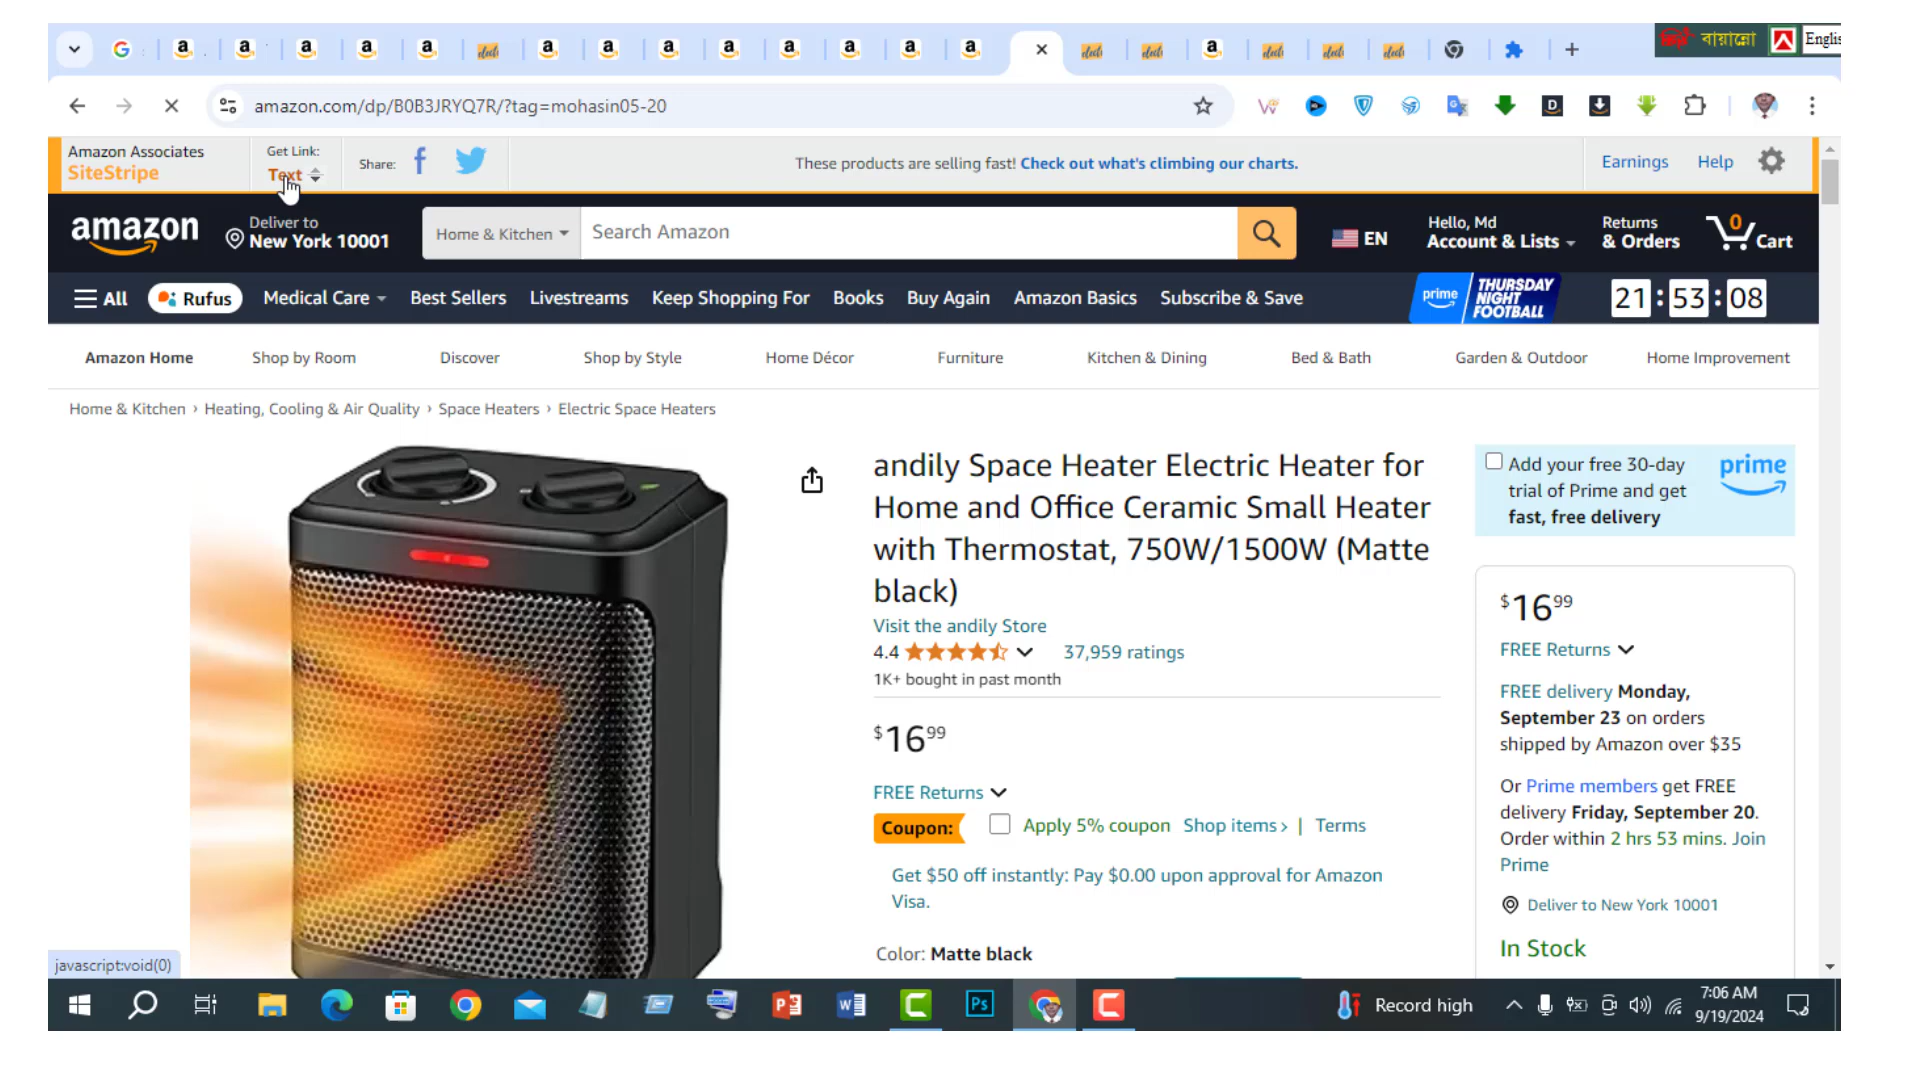 বায়ান্নো
Englis
amazon.com/dp/B0B3JRYQ7R/?tag=mohasin05-20
Amazon Associates
SiteStripe
Get Link:
Text
Share:
These products are selling fast! Check out what's climbing our charts.
Earnings
Help
amazon
Deliver to
New York 10001
Home & Kitchen
Search Amazon
EN
Hello, Md
Account & Lists
Returns
& Orders
0
Cart
All
Rufus
Medical Care
Best Sellers
Livestreams
Keep Shopping For
Books
Buy Again
Amazon Basics
Subscribe & Save
prime
THURSDAY
NIGHT
FOOTBALL
21:53:08
Amazon Home
Shop by Room
Discover
Shop by Style
Home Décor
Furniture
Kitchen & Dining
Bed & Bath
Garden & Outdoor
Home Improvement
Home & Kitchen › Heating, Cooling & Air Quality › Space Heaters › Electric Space Heaters
andily Space Heater Electric Heater for
Home and Office Ceramic Small Heater
with Thermostat, 750W/1500W (Matte
black)
Visit the andily Store
4.4
37,959 ratings
1K+ bought in past month
$16 99
FREE Returns
Coupon:
Apply 5% coupon Shop items › | Terms
Get $50 off instantly: Pay $0.00 upon approval for Amazon
Visa.
Color: Matte black
Add your free 30-day
trial of Prime and get
fast, free delivery
prime
$16 99
FREE Returns
FREE delivery Monday,
September 23 on orders
shipped by Amazon over $35
Or Prime members get FREE
delivery Friday, September 20.
Order within 2 hrs 53 mins. Join
Prime
Deliver to New York 10001
In Stock
javascript:void(0)
Record high
7:06 AM
9/19/2024